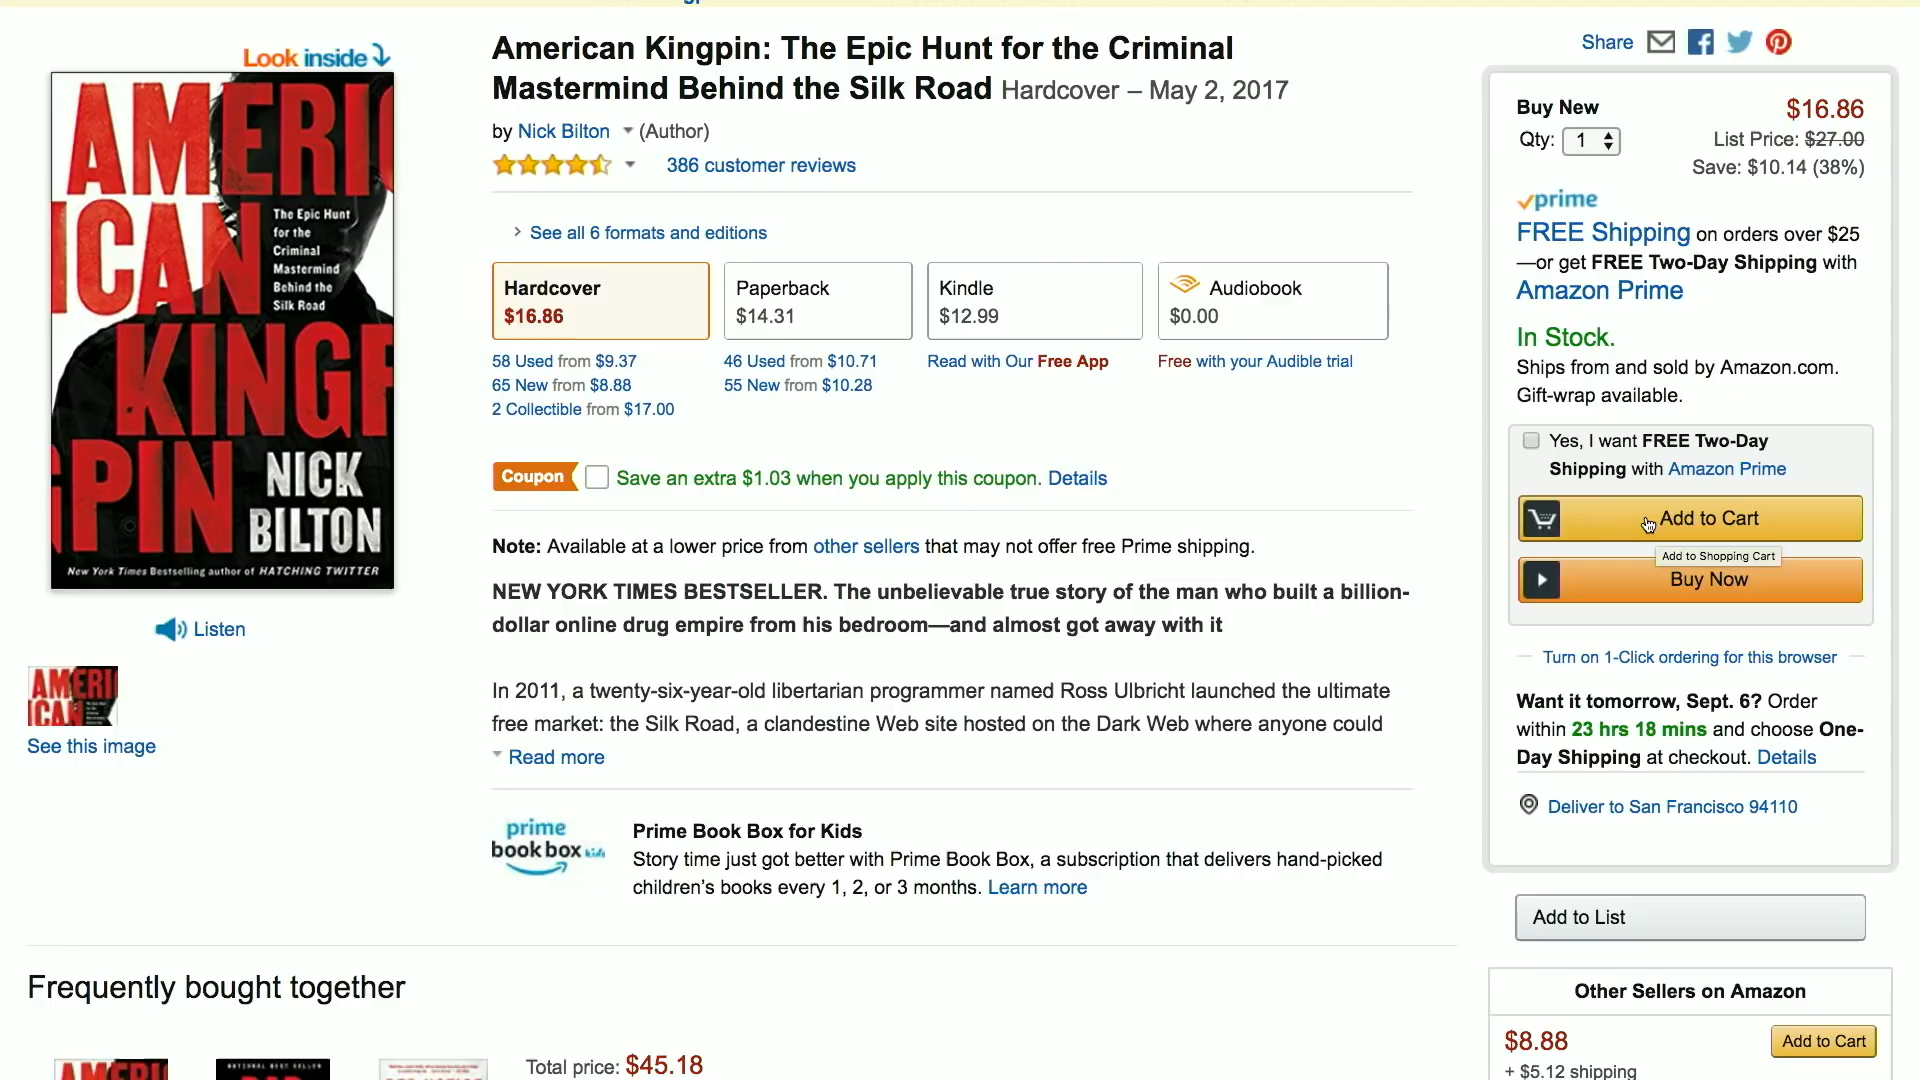 Look inside
AMERI
ICAN
KINGP
PIN
The Epic Hunt
for the
Criminal
Mastermind
Behind the
Silk Road
NICK
BILTON
New York Times Bestselling author of HATCHING TWITTER
Listen
AMERI
ICAN
See this image
American Kingpin: The Epic Hunt for the Criminal
Mastermind Behind the Silk Road Hardcover – May 2, 2017
by Nick Bilton (Author)
386 customer reviews
See all 6 formats and editions
Hardcover
$16.86
Paperback
$14.31
Kindle
$12.99
Audiobook
$0.00
58 Used from $9.37
65 New from $8.88
2 Collectible from $17.00
46 Used from $10.71
55 New from $10.28
Read with Our Free App
Free with your Audible trial
Coupon Save an extra $1.03 when you apply this coupon. Details
Note: Available at a lower price from other sellers that may not offer free Prime shipping.
NEW YORK TIMES BESTSELLER. The unbelievable true story of the man who built a billion-
dollar online drug empire from his bedroom—and almost got away with it
In 2011, a twenty-six-year-old libertarian programmer named Ross Ulbricht launched the ultimate
free market: the Silk Road, a clandestine Web site hosted on the Dark Web where anyone could
Read more
prime
book box kids
Prime Book Box for Kids
Story time just got better with Prime Book Box, a subscription that delivers hand-picked
children's books every 1, 2, or 3 months. Learn more
Share
Buy New $16.86
Qty: 1 List Price: $27.00
Save: $10.14 (38%)
prime
FREE Shipping on orders over $25
—or get FREE Two-Day Shipping with
Amazon Prime
In Stock.
Ships from and sold by Amazon.com.
Gift-wrap available.
Yes, I want FREE Two-Day
Shipping with Amazon Prime
Add to Cart
Add to Shopping Cart
Buy Now
Turn on 1-Click ordering for this browser
Want it tomorrow, Sept. 6? Order
within 23 hrs 18 mins and choose One-
Day Shipping at checkout. Details
Deliver to San Francisco 94110
Add to List
Other Sellers on Amazon
$8.88 Add to Cart
+ $5.12 shipping
Frequently bought together
AMERI
NATIONAL BEST SELLER
Total price: $45.18